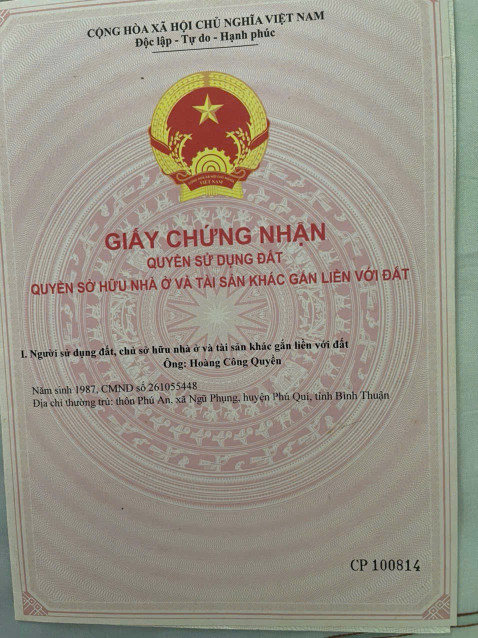 CỘNG HÒA XÃ HỘI CHỦ NGHĨA VIỆT NAM
Độc lập - Tự do - Hạnh phúc
VIỆT NAM
GIẤY CHỨNG NHẬN
QUYỀN SỬ DỤNG ĐẤT
QUYỀN SỞ HỮU NHÀ Ở VÀ TÀI SẢN KHÁC GẮN LIỀN VỚI ĐẤT
I. Người sử dụng đất, chủ sở hữu nhà ở và tài sản khác gắn liền với đất
Ông: Hoàng Công Quyền
Năm sinh 1987, CMND số 261055448
Địa chỉ thường trú: thôn Phú An, xã Ngũ Phụng, huyện Phú Quí, tỉnh Bình Thuận
CP 100814